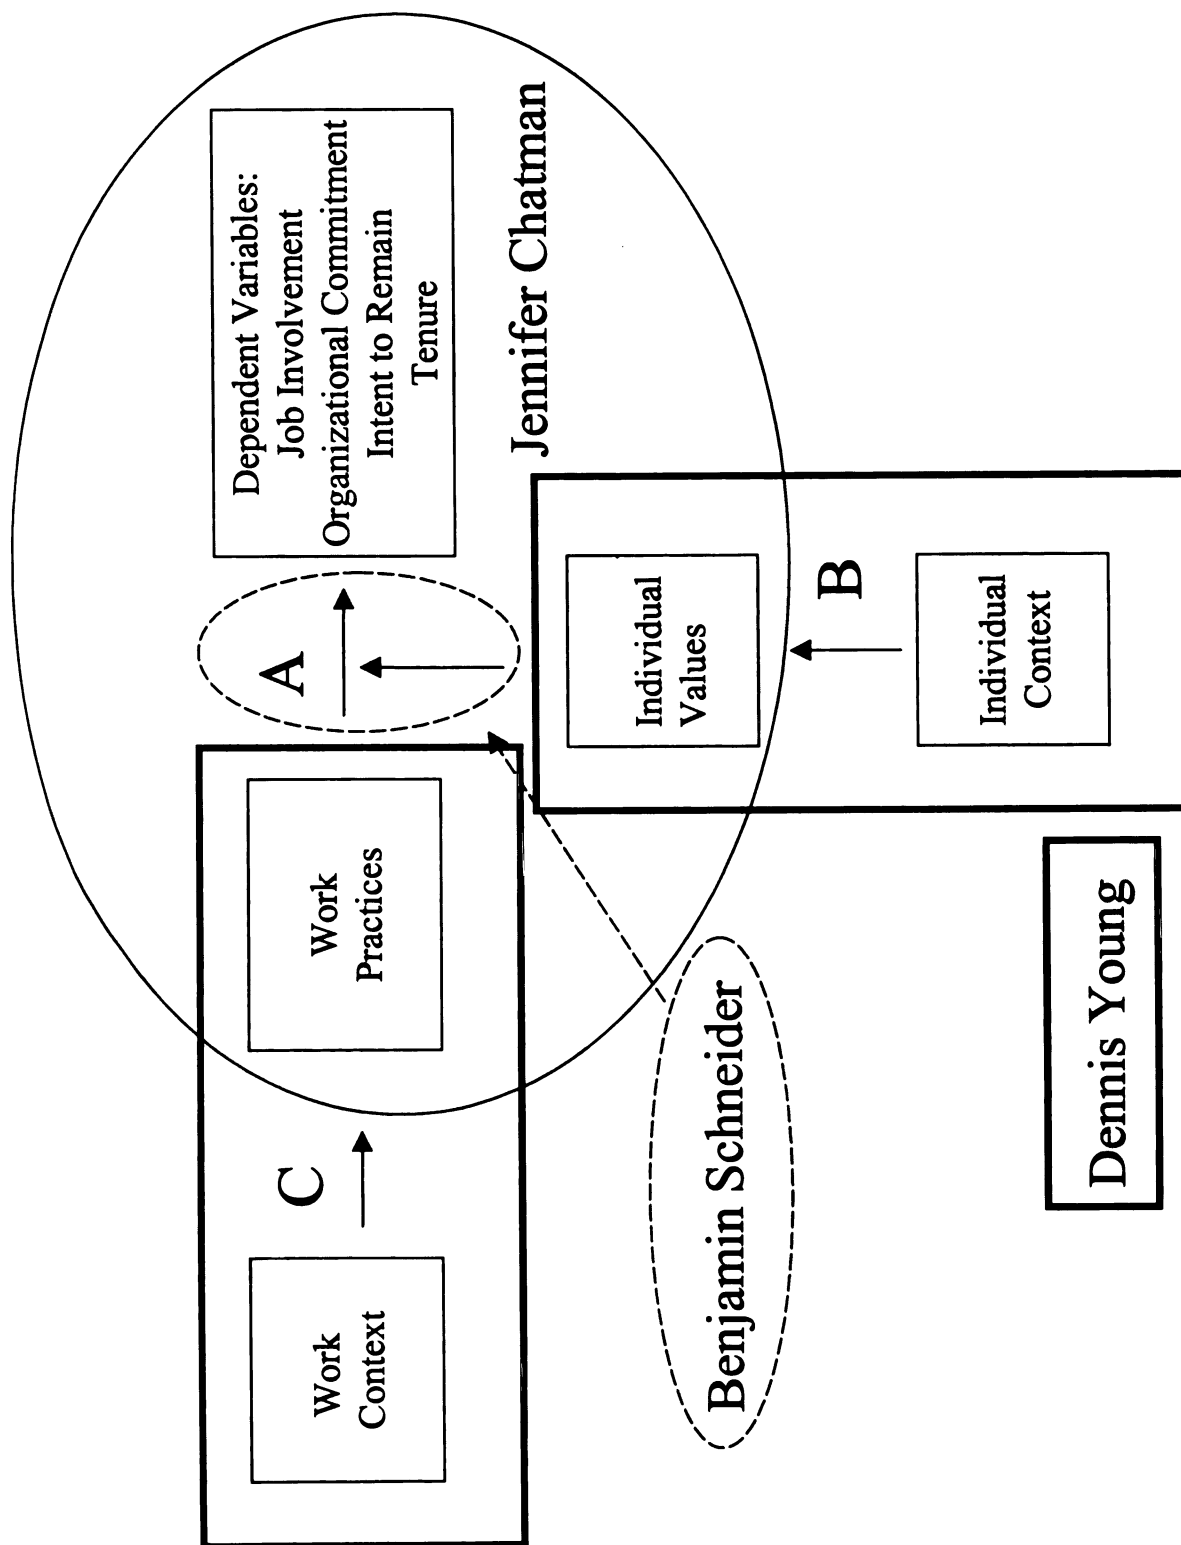 Work
Context
C
Work
Practices
A
Dependent Variables:
Job Involvement
Organizational Commitment
Intent to Remain
Tenure
Jennifer Chatman
Individual
Values
Benjamin Schneider
B
Individual
Context
Dennis Young